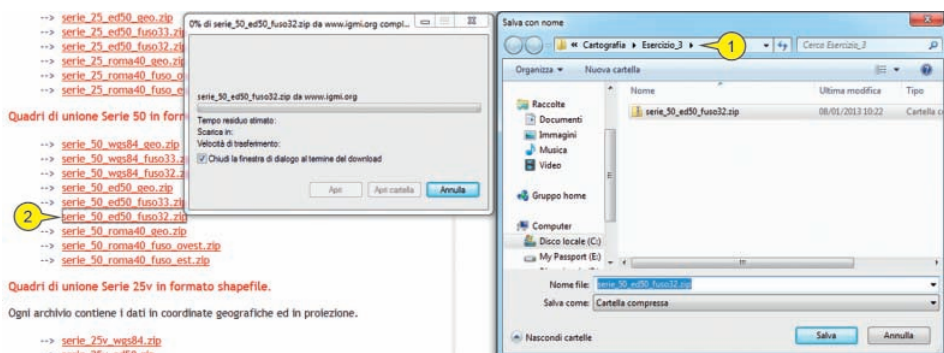 --> serie_25_ed50_geo.zip
--> serie_25_ed50_fuso33.zip
--> serie_25_ed50_fuso32.
--> serie_25_roma40_geo.zip
--> serie_25_roma40_fuso_o
--> serie_25_roma40_fuso_e
Quadri di unione Serie 50 in form
--> serie_50_wgs84_geo.zip
--> serie_50_wgs84_fuso33.z
--> serie_50_wgs84_fuso32.z
--> serie_50_ed50_geo.zip
--> serie_50_ed50_fuso33.zip
2
serie_50_ed50_fuso32.zip
--> serie_50_roma40_geo.zip
--> serie_50_roma40_fuso_ovest.zip
--> serie_50_roma40_fuso_est.zip
Quadri di unione Serie 25v in formato shapefile.
Ogni archivio contiene i dati in coordinate geografiche ed in proiezione.
--> serie_25v_wgs84.zip
0% di serie_50_ed50_fuso32.zip da www.igmi.org compl...
serie_50_ed50_fuso32.zip da www.igmi.org
Tempo residuo stimato:
Scarica in:
Velocità di trasferimento:
Chiudi la finestra di dialogo al termine del download
Apri Apri cartella Annulla
Salva con nome
« Cartografia Esercizio_3 1 Cerca Esercizio_3
Organizza Nuova cartella
Nome Ultima modifica Tipo
Raccolte serie_50_ed50_fuso32.zip 08/01/2013 10:22 Cartella c
Documenti
Immagini
Musica
Video
Gruppo home
Computer
Disco locale (C:)
My Passport (E:)
Nome file: serie_50_ed50_fuso32.zip
Salva come: Cartella compressa
Nascondi cartelle Salva Annulla